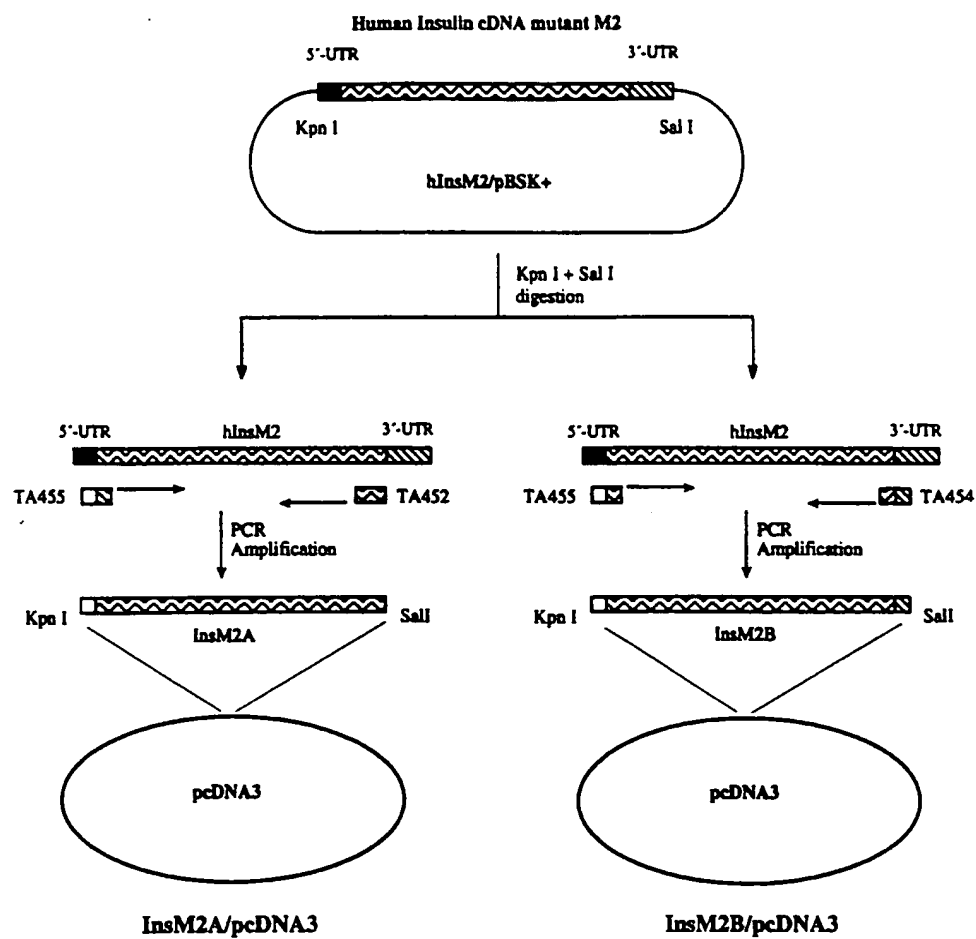 Human Insulin cDNA mutant M2
5´-UTR 3´-UTR
Kpn I Sal I
hInsM2/pBSK+
Kpn I + Sal I
digestion
5´-UTR hInsM2 3´-UTR
TA455 TA452
PCR
Amplification
Kpn I SalI
InsM2A
pcDNA3
InsM2A/pcDNA3
5´-UTR hInsM2 3´-UTR
TA455 TA454
PCR
Amplification
Kpn I SalI
InsM2B
pcDNA3
InsM2B/pcDNA3